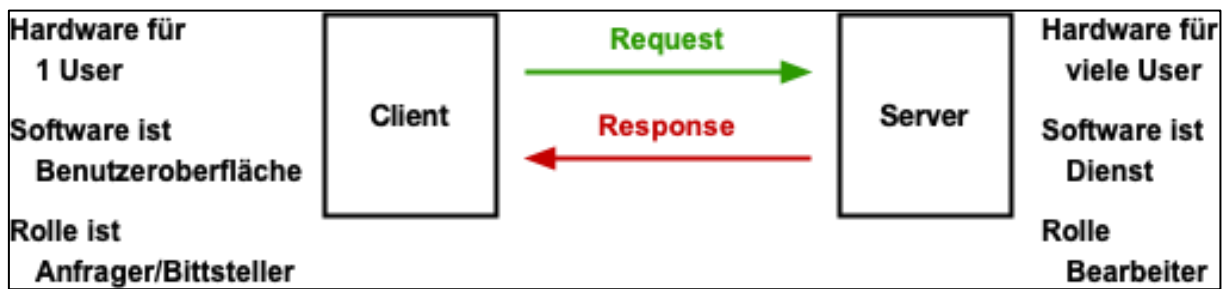 Hardware für
1 User
Software ist
Benutzeroberfläche
Rolle ist
Anfrager/Bittsteller
Client
Request
Response
Server
Hardware für
viele User
Software ist
Dienst
Rolle
Bearbeiter